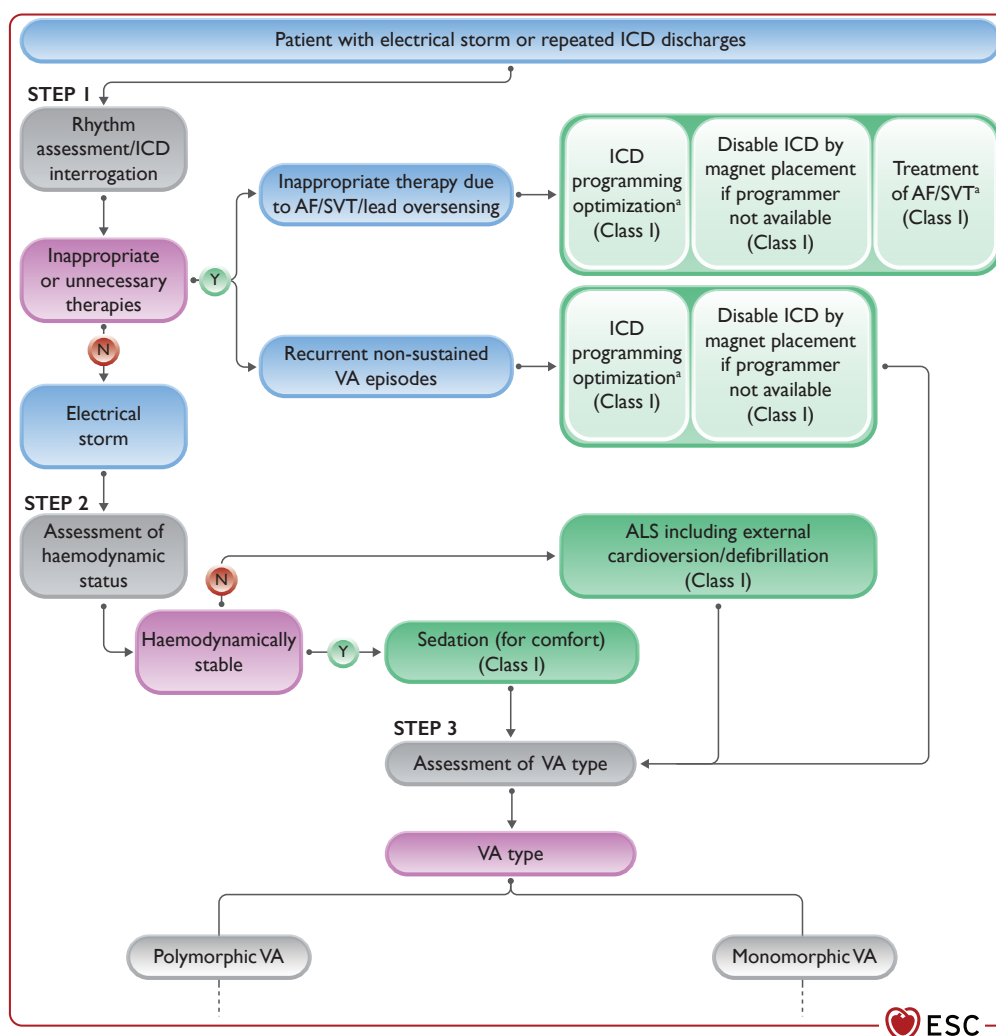 Patient with electrical storm or repeated ICD discharges
STEP 1
Rhythm
assessment/ICD
interrogation
Inappropriate
or unnecessary
therapies
Y
Inappropriate therapy due
to AF/SVT/lead oversensing
ICD
programming
optimizationᵃ
(Class I)
Disable ICD by
magnet placement
if programmer
not available
(Class I)
Treatment
of AF/SVTᵃ
(Class I)
Recurrent non-sustained
VA episodes
ICD
programming
optimizationᵃ
(Class I)
Disable ICD by
magnet placement
if programmer
not available
(Class I)
N
Electrical
storm
STEP 2
Assessment of
haemodynamic
status
N
ALS including external
cardioversion/defibrillation
(Class I)
Haemodynamically
stable
Y
Sedation (for comfort)
(Class I)
STEP 3
Assessment of VA type
VA type
Polymorphic VA
Monomorphic VA
ESC